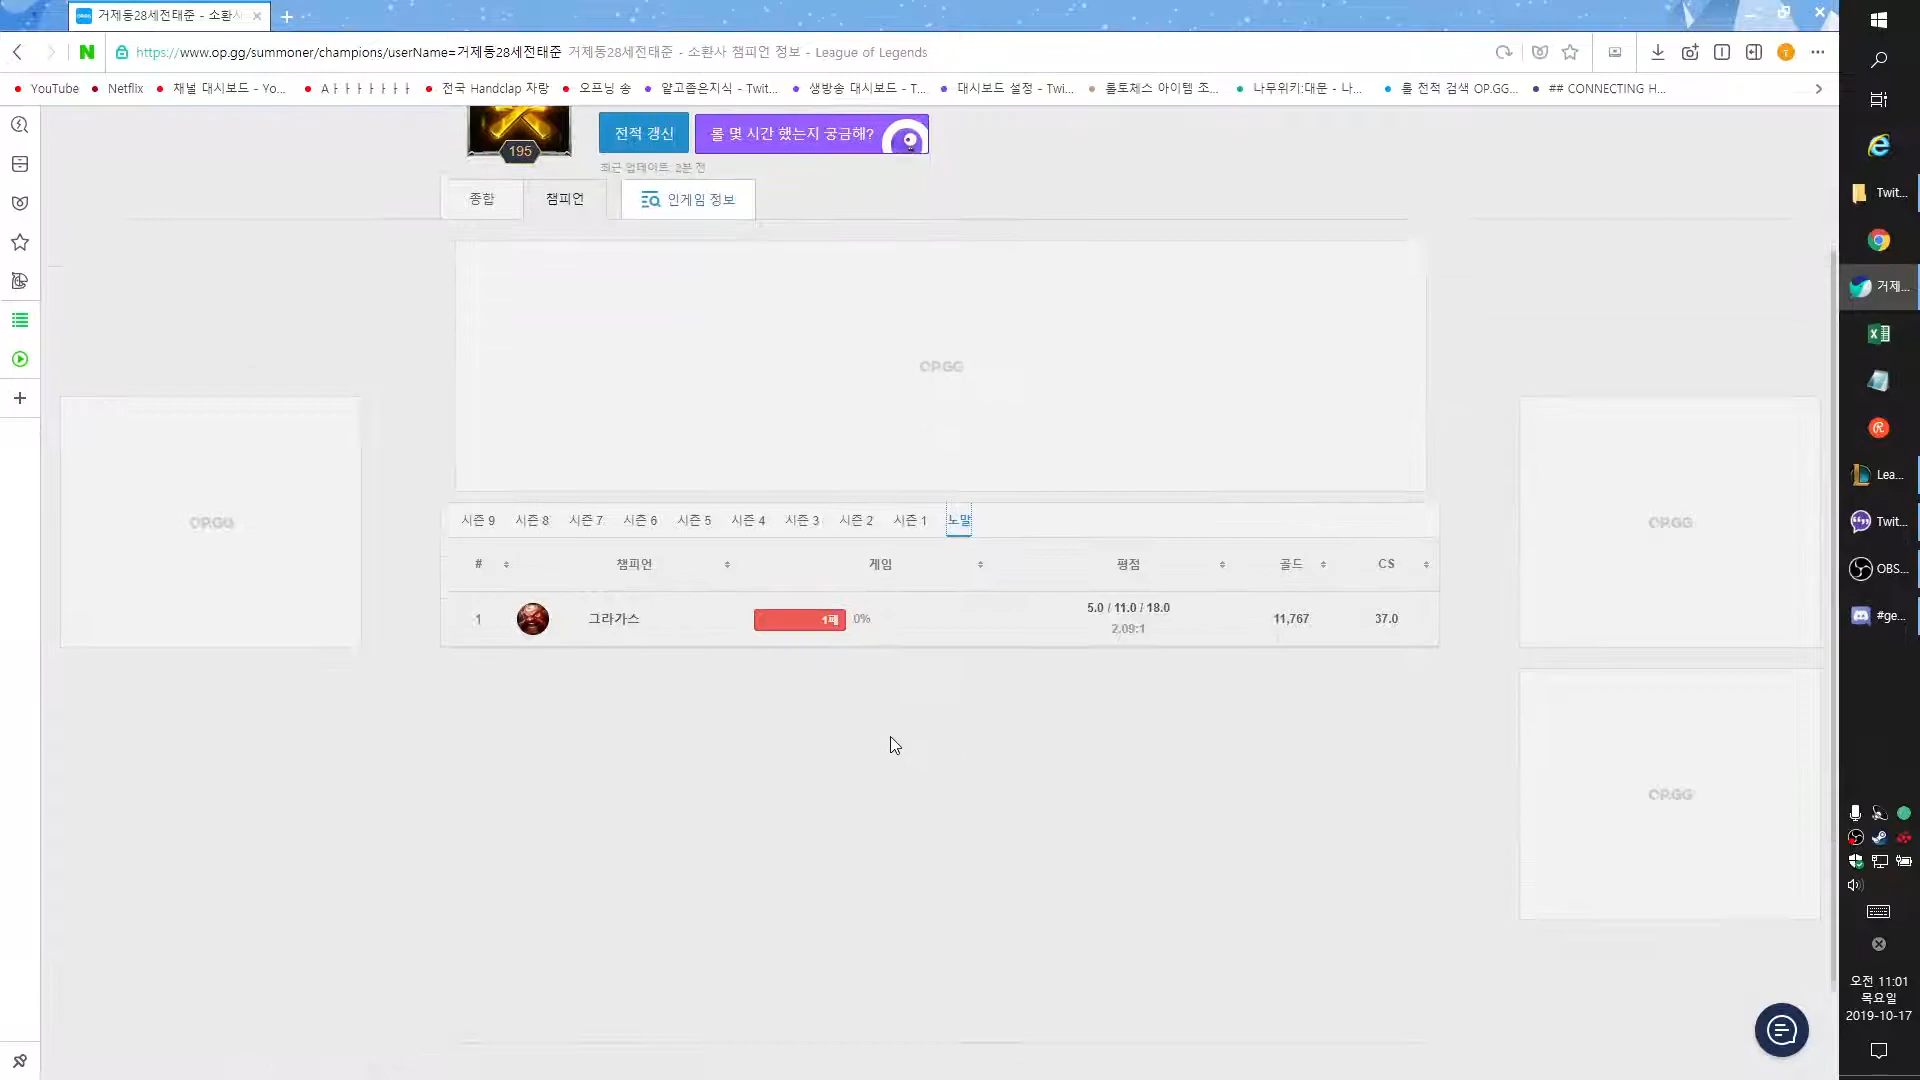 거제동28세전태준 - 소환사
https://www.op.gg/summoner/champions/userName=거제동28세전태준 거제동28세전태준 - 소환사 챔피언 정보 - League of Legends
YouTube Netflix 채널 대시보드 - Yo... Aㅏㅏㅏㅏㅏㅏㅏ 전국 Handclap 자랑 오프닝 송 얕고좁은지식 - Twit... 생방송 대시보드 - T... 대시보드 설정 - Twi... 롤토체스 아이템 조... 나무위키:대문 - 나... 롤 전적 검색 OP.GG... ## CONNECTING H...
195
전적 갱신
롤 몇 시간 했는지 궁금해?
최근 업데이트: 2분 전
종합 챔피언 인게임 정보
OP.GG
OP.GG
OP.GG
OP.GG
시즌 9 시즌 8 시즌 7 시즌 6 시즌 5 시즌 4 시즌 3 시즌 2 시즌 1 노말
# 챔피언 게임 평점 골드 CS
1 그라가스 1패 0% 5.0 / 11.0 / 18.0 11,767 37.0
2.09:1
Twit...
거제...
Lea...
Twit...
OBS...
#ge...
오전 11:01
목요일
2019-10-17